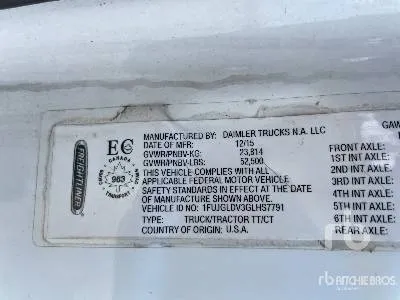 FREIGHTLINER
EC
CANADA
963
TRANSPORT
MANUFACTURED BY: DAIMLER TRUCKS N.A. LLC
DATE OF MFR: 12/15
GVWR/PNBV-KG: 23,814
GVWR/PNBV-LBS: 52,500
THIS VEHICLE COMPLIES WITH ALL
APPLICABLE FEDERAL MOTOR VEHICLE
SAFETY STANDARDS IN EFFECT AT THE DATE
OF MANUFACTURE SHOWN ABOVE.
VEHICLE ID NO.: 1FUJGLDV3GLHS7791
TYPE: TRUCK/TRACTOR TT/CT
COUNTRY OF ORIGIN: U.S.A.
GAW
FRONT AXLE:
1ST INT AXLE:
2ND INT AXLE:
3RD INT AXLE:
4TH INT AXLE:
5TH INT AXLE:
6TH INT AXLE:
REAR AXLE:
rb ritchie Bros.